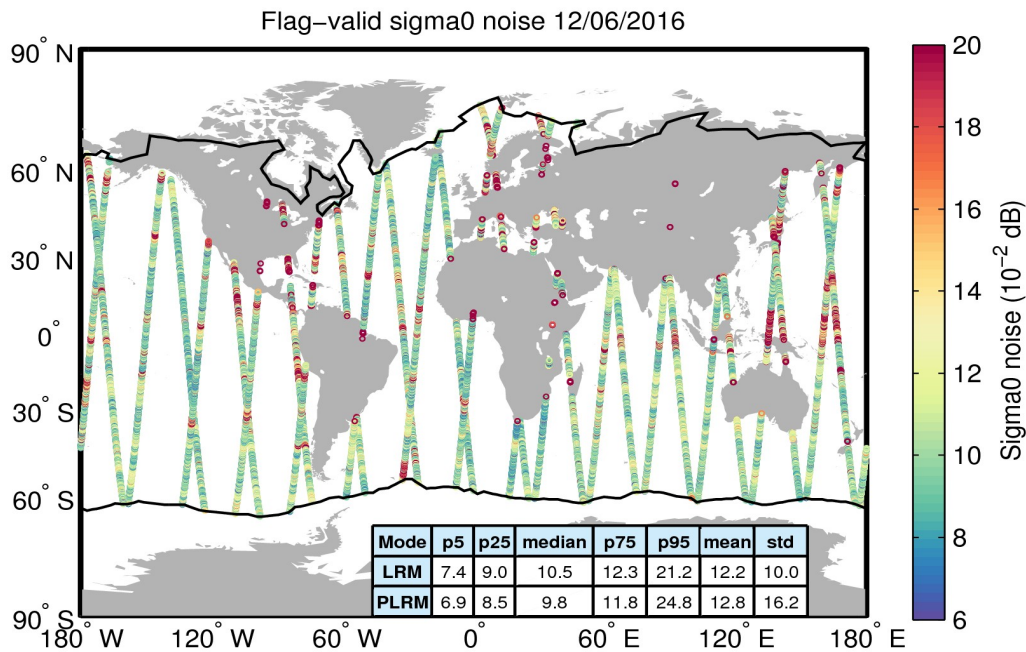 Flag−valid sigma0 noise 12/06/2016
90° N
60° N
30° N
0°
30° S
60° S
90° S
180° W
120° W
60° W
0°
60° E
120° E
180° E
Mode p5 p25 median p75 p95 mean std
LRM 7.4 9.0 10.5 12.3 21.2 12.2 10.0
PLRM 6.9 8.5 9.8 11.8 24.8 12.8 16.2
20
18
16
14
12
10
8
6
Sigma0 noise (10⁻² dB)